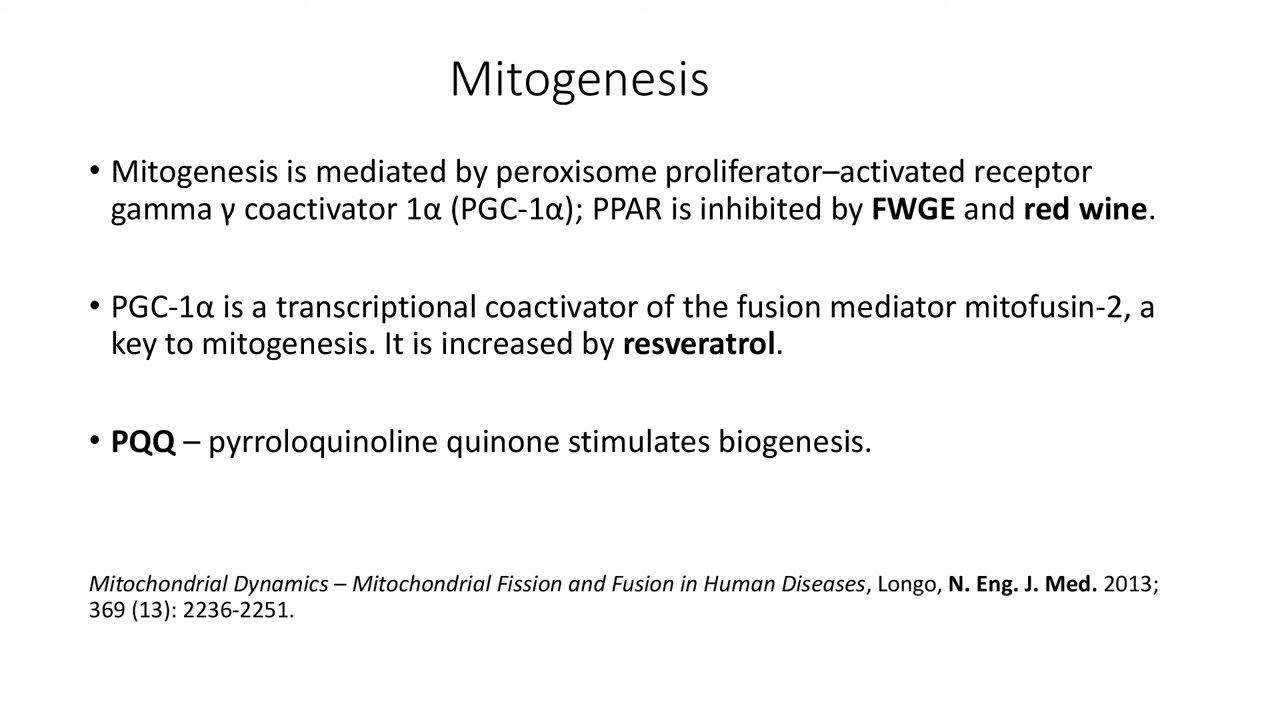 Mitogenesis
• Mitogenesis is mediated by peroxisome proliferator–activated receptor
gamma γ coactivator 1α (PGC-1α); PPAR is inhibited by FWGE and red wine.
• PGC-1α is a transcriptional coactivator of the fusion mediator mitofusin-2, a
key to mitogenesis. It is increased by resveratrol.
• PQQ – pyrroloquinoline quinone stimulates biogenesis.
Mitochondrial Dynamics – Mitochondrial Fission and Fusion in Human Diseases, Longo, N. Eng. J. Med. 2013;
369 (13): 2236-2251.